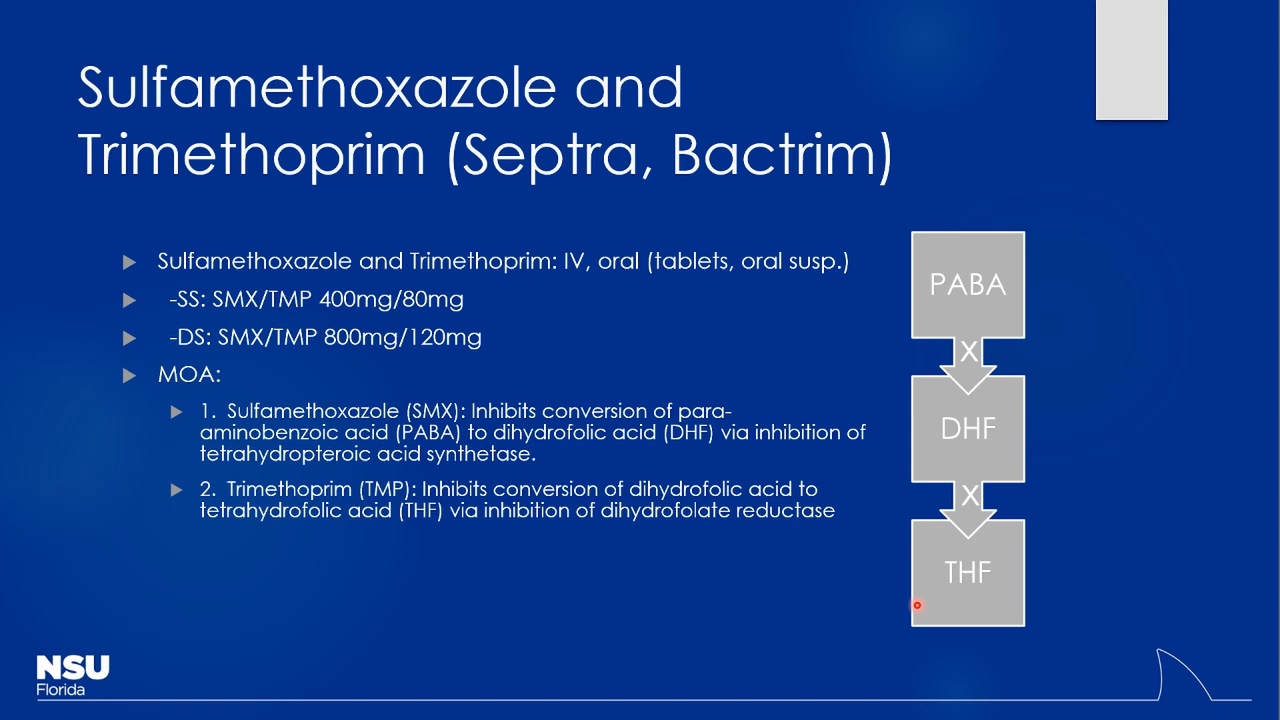 Sulfamethoxazole and
Trimethoprim (Septra, Bactrim)
Sulfamethoxazole and Trimethoprim: IV, oral (tablets, oral susp.)
-SS: SMX/TMP 400mg/80mg
-DS: SMX/TMP 800mg/120mg
MOA:
1. Sulfamethoxazole (SMX): Inhibits conversion of para-
aminobenzoic acid (PABA) to dihydrofolic acid (DHF) via inhibition of
tetrahydropteroic acid synthetase.
2. Trimethoprim (TMP): Inhibits conversion of dihydrofolic acid to
tetrahydrofolic acid (THF) via inhibition of dihydrofolate reductase
PABA
X
DHF
X
THF
NSU
Florida